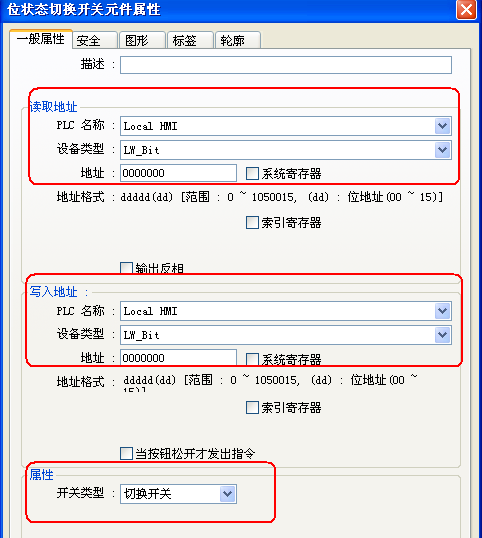 位状态切换开关元件属性
一般属性 安全 图形 标签 轮廓
描述 :
读取地址
PLC 名称 : Local HMI
设备类型 : LW_Bit
地址 : 0000000 系统寄存器
地址格式 : ddddd(dd) [范围 : 0 ~ 1050015, (dd) : 位地址(00 ~ 15)]
索引寄存器
输出反相
写入地址 :
PLC 名称 : Local HMI
设备类型 : LW_Bit
地址 : 0000000 系统寄存器
地址格式 : ddddd(dd) [范围 : 0 ~ 1050015, (dd) : 位地址(00 ~
15)]
索引寄存器
当按钮松开才发出指令
属性
开关类型 : 切换开关